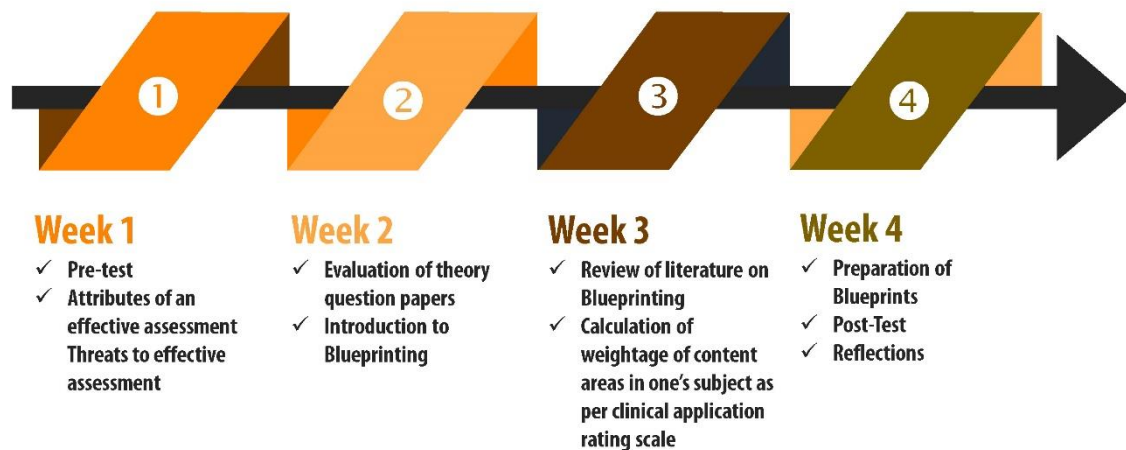 1
2
3
4
Week 1
✓ Pre-test
✓ Attributes of an
effective assessment
Threats to effective
assessment
Week 2
✓ Evaluation of theory
question papers
✓ Introduction to
Blueprinting
Week 3
✓ Review of literature on
Blueprinting
✓ Calculation of
weightage of content
areas in one's subject as
per clinical application
rating scale
Week 4
✓ Preparation of
Blueprints
✓ Post-Test
✓ Reflections